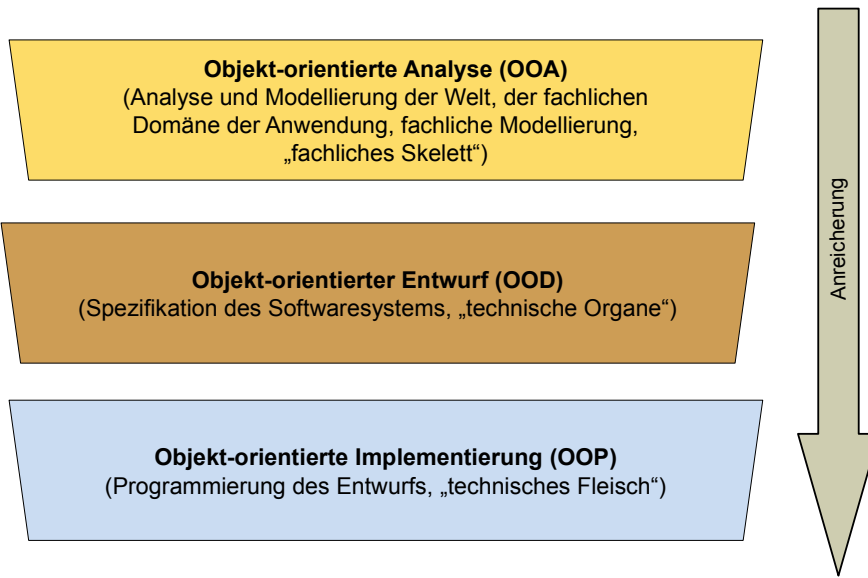 Objekt-orientierte Analyse (OOA)
(Analyse und Modellierung der Welt, der fachlichen
Domäne der Anwendung, fachliche Modellierung,
„fachliches Skelett“)
Anreicherung
Objekt-orientierter Entwurf (OOD)
(Spezifikation des Softwaresystems, „technische Organe“)
Objekt-orientierte Implementierung (OOP)
(Programmierung des Entwurfs, „technisches Fleisch“)